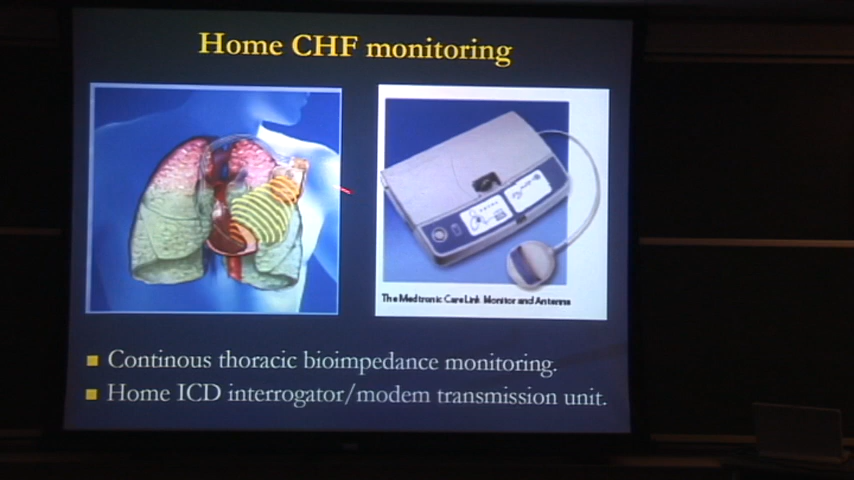 Home CHF monitoring
The Medtronic CareLink Monitor and Antenna
Continous thoracic bioimpedance monitoring.
Home ICD interrogator/modem transmission unit.